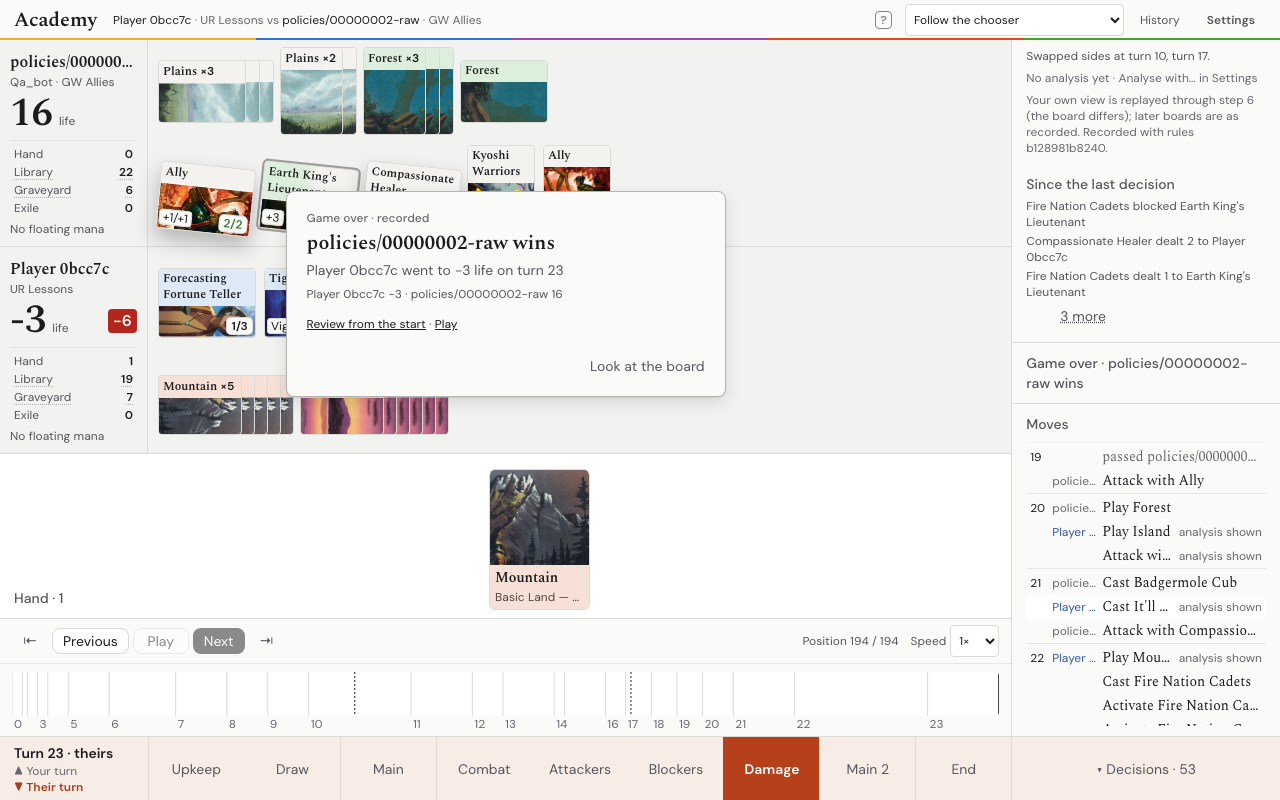 Academy
Player 0bcc7c · UR Lessons vs policies/00000002-raw · GW Allies
?
Follow the chooser
History
Settings
policies/000000...
Qa_bot · GW Allies
16 life
Hand 0
Library 22
Graveyard 6
Exile 0
No floating mana
Plains ×3
Plains ×2
Forest ×3
Forest
Ally
+1/+1
2/2
Earth King's
Lieutenant
+3
Compassionate
Healer
Kyoshi
Warriors
Ally
Player 0bcc7c
UR Lessons
-3 life
-6
Hand 1
Library 19
Graveyard 7
Exile 0
No floating mana
Forecasting
Fortune Teller
1/3
Tig
Vig
Mountain ×5
Game over · recorded
policies/00000002-raw wins
Player 0bcc7c went to -3 life on turn 23
Player 0bcc7c -3 · policies/00000002-raw 16
Review from the start · Play
Look at the board
Hand · 1
Mountain
Basic Land — ...
Previous
Play
Next
Position 194 / 194
Speed
1×
0 3 5 6 7 8 9 10 11 12 13 14 16 17 18 19 20 21 22 23
Turn 23 · theirs
▲ Your turn
▼ Their turn
Upkeep
Draw
Main
Combat
Attackers
Blockers
Damage
Main 2
End
Swapped sides at turn 10, turn 17.
No analysis yet · Analyse with... in Settings
Your own view is replayed through step 6
(the board differs); later boards are as
recorded. Recorded with rules
b128981b8240.
Since the last decision
Fire Nation Cadets blocked Earth King's
Lieutenant
Compassionate Healer dealt 2 to Player
0bcc7c
Fire Nation Cadets dealt 1 to Earth King's
Lieutenant
3 more
Game over · policies/00000002-
raw wins
Moves
19 passed policies/0000000...
policie... Attack with Ally
20 policie... Play Forest
Player ... Play Island analysis shown
Attack wi... analysis shown
21 policie... Cast Badgermole Cub
Player ... Cast It'll ... analysis shown
policie... Attack with Compassio...
22 Player ... Play Mou... analysis shown
Cast Fire Nation Cadets
Activate Fire Nation Ca...
▾ Decisions · 53